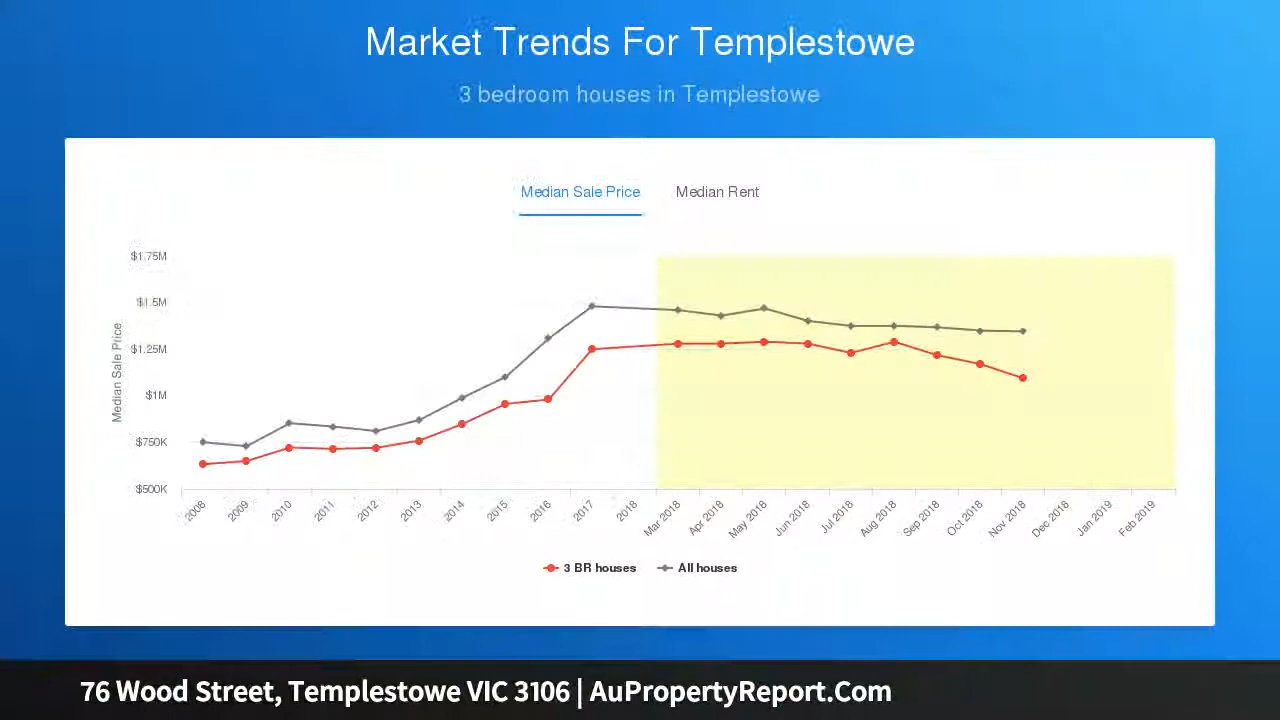 Market Trends For Templestowe
3 bedroom houses in Templestowe
Median Sale Price Median Rent
$1.75M
$1.5M
$1.25M
$1M
$750K
$500K
Median Sale Price
2008 2009 2010 2011 2012 2013 2014 2015 2016 2017 2018 Mar 2018 Apr 2018 May 2018 Jun 2018 Jul 2018 Aug 2018 Sep 2018 Oct 2018 Nov 2018 Dec 2018 Jan 2019 Feb 2019
3 BR houses All houses
76 Wood Street, Templestowe VIC 3106 | AuPropertyReport.Com